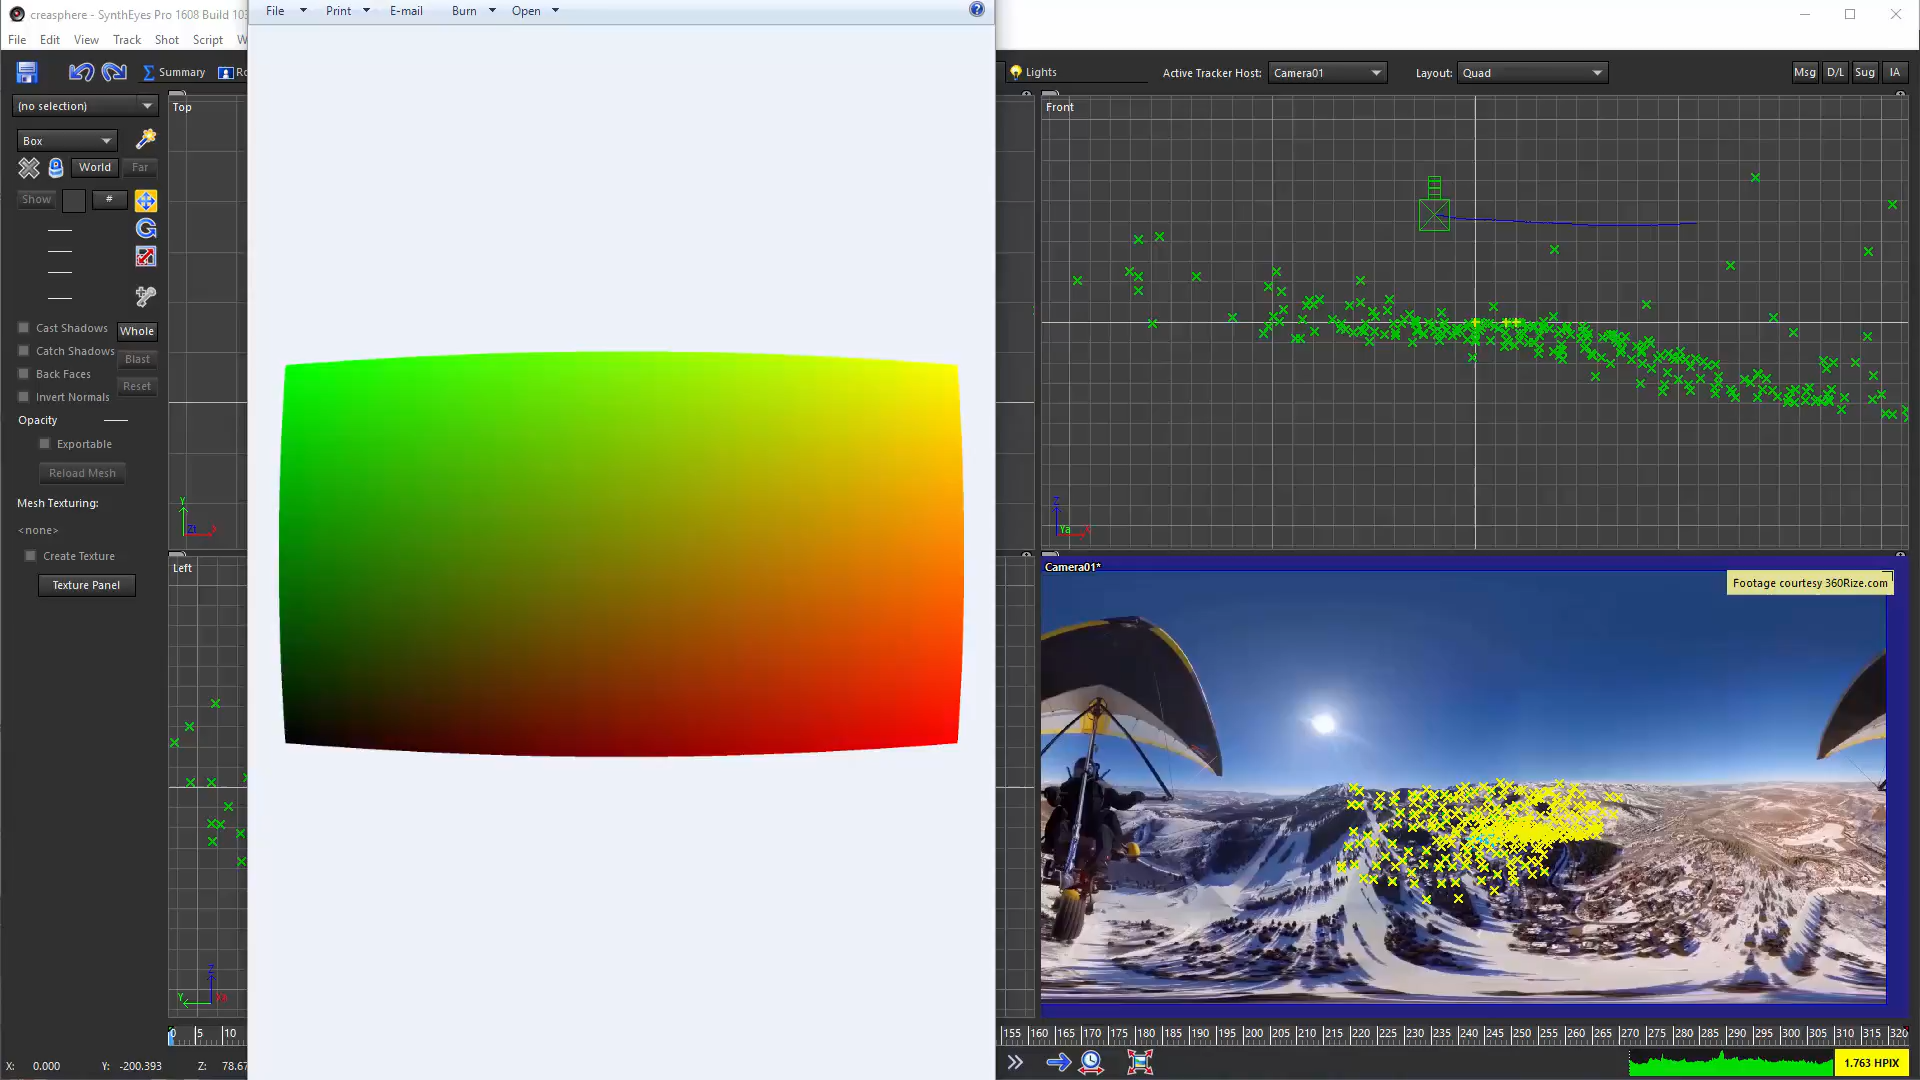 creasphere - SynthEyes Pro 1608 Build 103
File Print E-mail Burn Open
File Edit View Track Shot Script W
Summary Ro
Lights Active Tracker Host: Camera01 Layout: Quad Msg D/L Sug IA
(no selection)
Top
Front
Box
World Far
Show #
Cast Shadows Whole
Catch Shadows Blast
Back Faces Reset
Invert Normals
Opacity
Exportable
Reload Mesh
Mesh Texturing:
<none>
Create Texture
Texture Panel
Y
X
Z
Ya
Left
Camera01*
Footage courtesy 360Rize.com
Z
Y
0 5 10
155 160 165 170 175 180 185 190 195 200 205 210 215 220 225 230 235 240 245 250 255 260 265 270 275 280 285 290 295 300 305 310 315 320
X: 0.000 Y: -200.393 Z: 78.67
1.763 HPIX